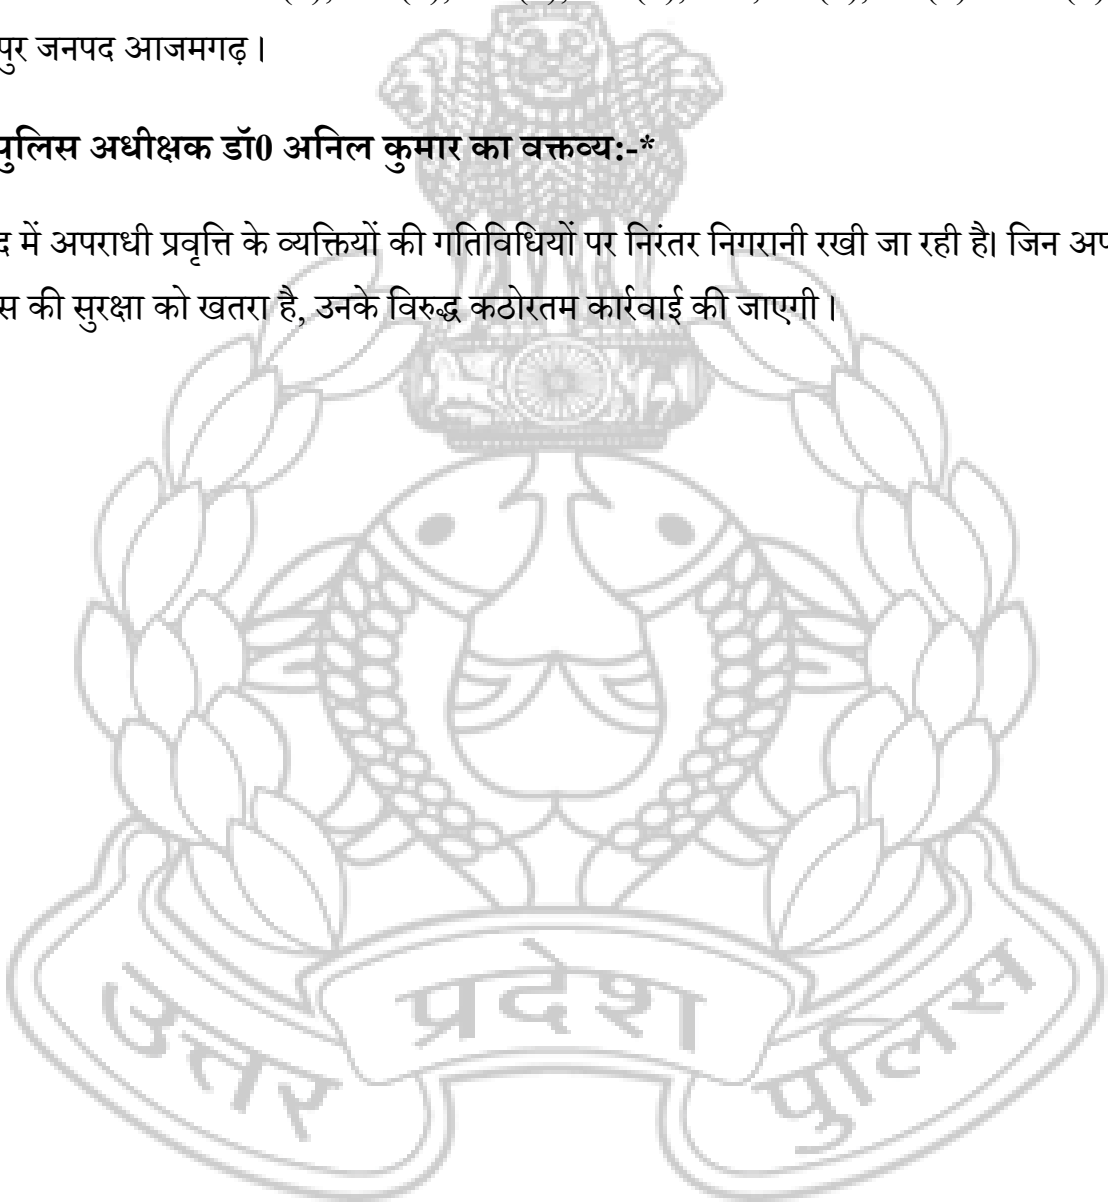 पुर जनपद आजमगढ़।
पुलिस अधीक्षक डॉ0 अनिल कुमार का वक्तव्य:-*
द में अपराधी प्रवृत्ति के व्यक्तियों की गतिविधियों पर निरंतर निगरानी रखी जा रही है। जिन अप
स की सुरक्षा को खतरा है, उनके विरुद्ध कठोरतम कार्रवाई की जाएगी।
उत्तर प्रदेश पुलिस